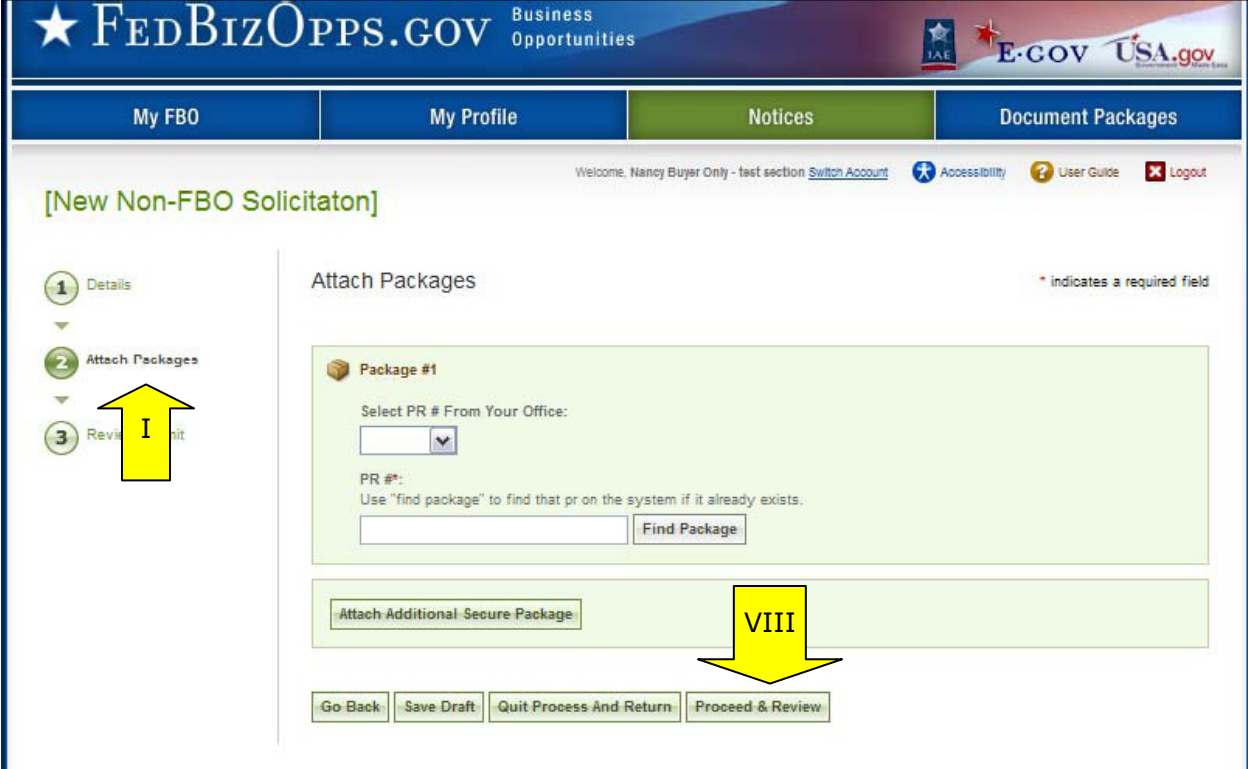 FEDBIZOPPS.GOV
Business
Opportunities
IAE
E-GOV
USA.gov
My FBO
My Profile
Notices
Document Packages
Welcome, Nancy Buyer Only - test section Switch Account
Accessibility
User Guide
Logout
[New Non-FBO Solicitaton]
1 Details
Attach Packages
* indicates a required field
2 Attach Packages
Package #1
Select PR # From Your Office:
I
3
PR #*:
Use "find package" to find that pr on the system if it already exists.
Find Package
Attach Additional Secure Package
VIII
Go Back
Save Draft
Quit Process And Return
Proceed & Review